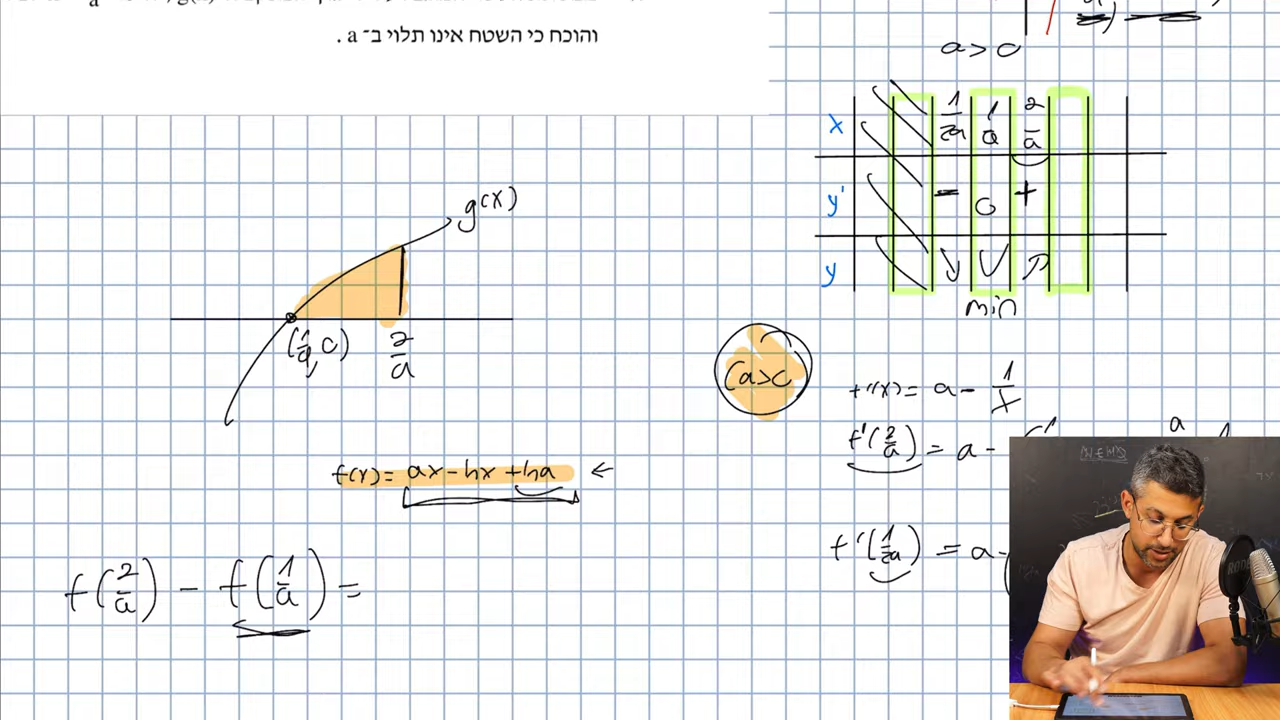 והוכח כי השטח אינו תלוי ב־ a .
a>0
x 1/2a 1/a 2/a
y' - 0 +
y ↘ ∨ ↗
min
g(x)
(1/a, 0) 2/a
(a>0
f'(x) = a - 1/x
f(x) = ax - lnx + lna ←
f'(2/a) = a -
f'(1/2a) = a -
f(2/a) - f(1/a) =